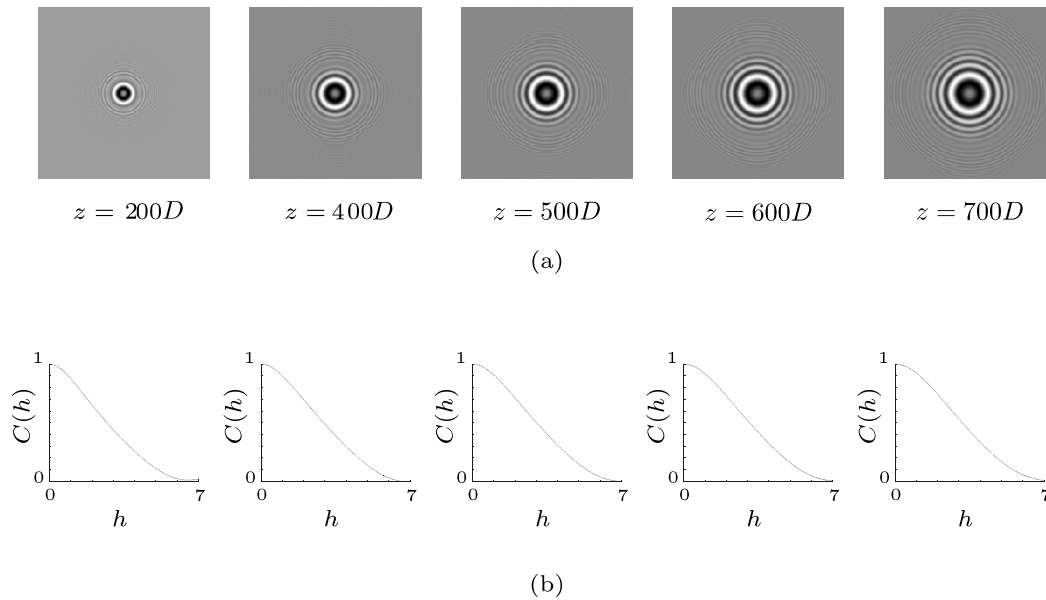 z = 200D z = 400D z = 500D z = 600D z = 700D
(a)
1 1 1 1 1
C(h) C(h) C(h) C(h) C(h)
0 0 0 0 0
0 7 0 7 0 7 0 7 0 7
h h h h h
(b)